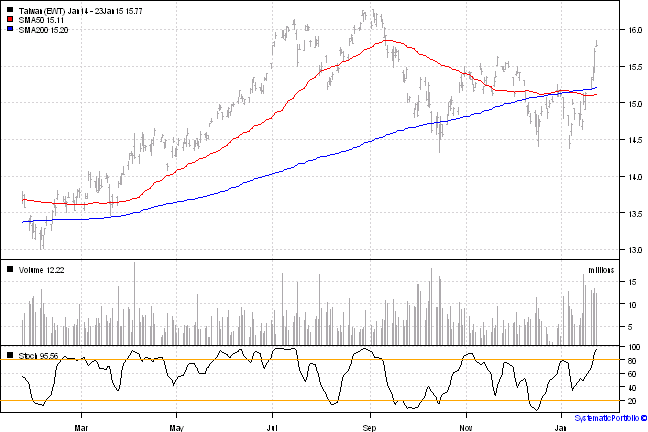 Taiwan (EWT) Jan 14 - 23Jan15 15.77
SMA50 15.11
SMA200 15.20
16.0
15.5
15.0
14.5
14.0
13.5
13.0
Volume 12.22
millions
15
10
5
Stoch 95.56
100
80
60
40
20
Mar
May
Jul
Sep
Nov
Jan
SystematicPortfolio ©